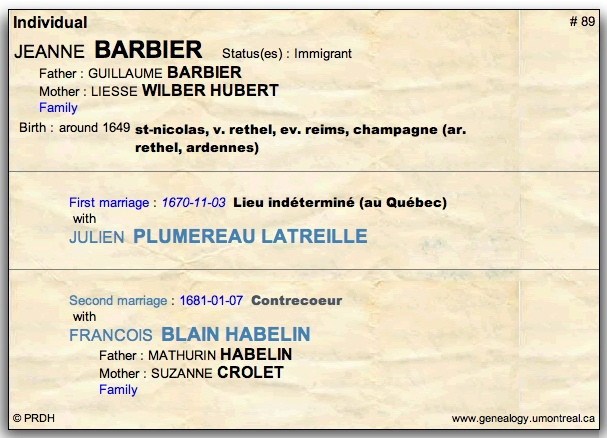 Individual # 89
JEANNE BARBIER Status(es) : Immigrant
Father : GUILLAUME BARBIER
Mother : LIESSE WILBER HUBERT
Family
Birth : around 1649 st-nicolas, v. rethel, ev. reims, champagne (ar.
rethel, ardennes)
First marriage : 1670-11-03 Lieu indéterminé (au Québec)
with
JULIEN PLUMEREAU LATREILLE
Second marriage : 1681-01-07 Contrecoeur
with
FRANCOIS BLAIN HABELIN
Father : MATHURIN HABELIN
Mother : SUZANNE CROLET
Family
© PRDH www.genealogy.umontreal.ca